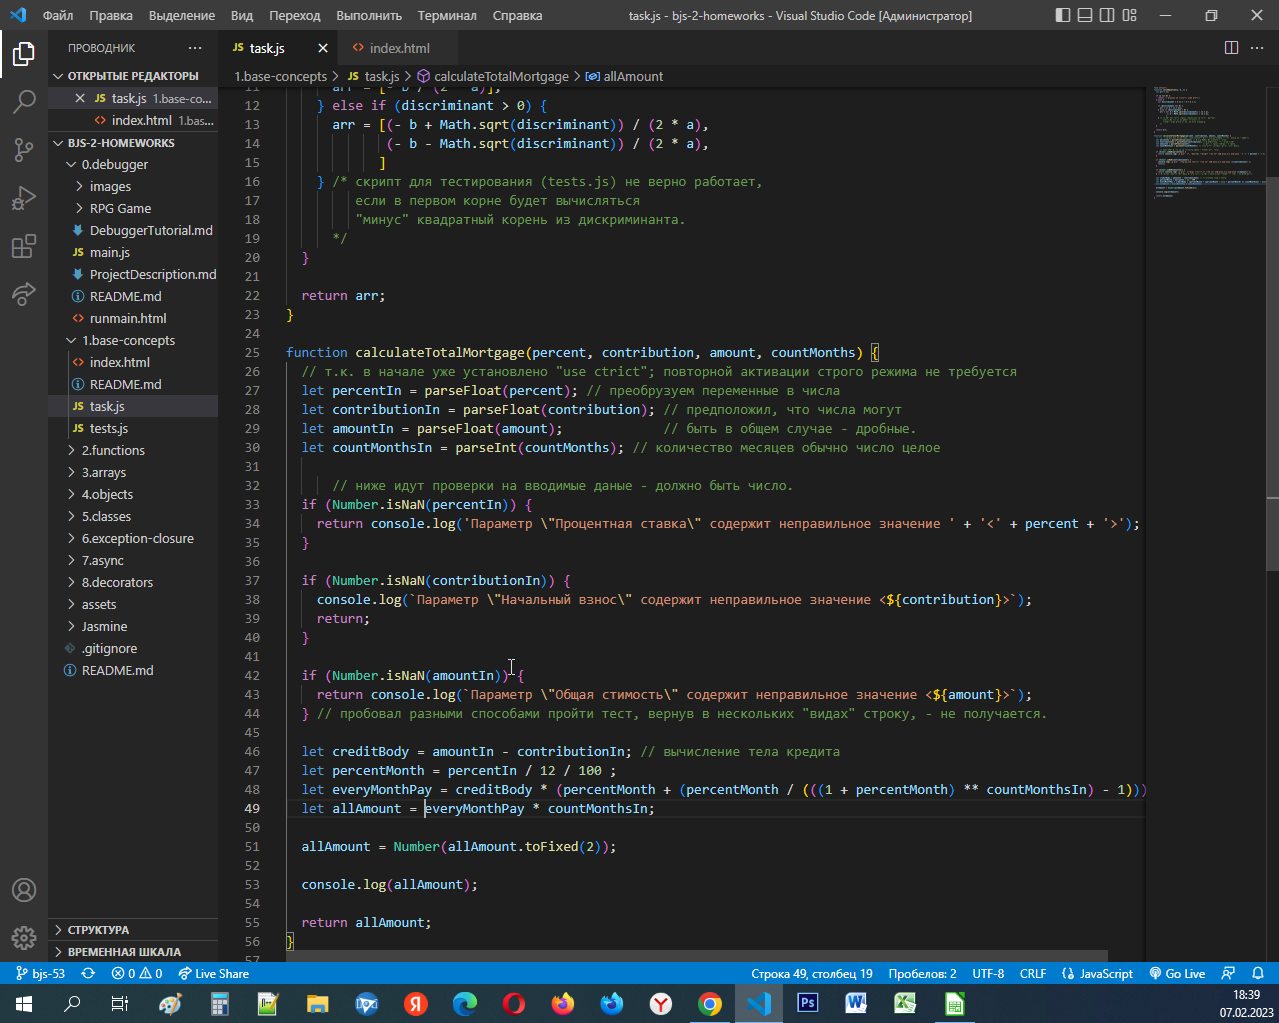 Файл Правка Выделение Вид Переход Выполнить Терминал Справка task.js - bjs-2-homeworks - Visual Studio Code [Администратор]
ПРОВОДНИК
ОТКРЫТЫЕ РЕДАКТОРЫ
JS task.js 1.base-co...
index.html 1.bas...
BJS-2-HOMEWORKS
0.debugger
images
RPG Game
DebuggerTutorial.md
JS main.js
ProjectDescription.md
README.md
runmain.html
1.base-concepts
index.html
README.md
JS task.js
JS tests.js
2.functions
3.arrays
4.objects
5.classes
6.exception-closure
7.async
8.decorators
assets
Jasmine
.gitignore
README.md
СТРУКТУРА
ВРЕМЕННАЯ ШКАЛА
JS task.js index.html
1.base-concepts > JS task.js > calculateTotalMortgage > allAmount
11 arr = [- b / (2 * a)];
12 } else if (discriminant > 0) {
13 arr = [(- b + Math.sqrt(discriminant)) / (2 * a),
14 (- b - Math.sqrt(discriminant)) / (2 * a),
15 ]
16 } /* скрипт для тестирования (tests.js) не верно работает,
17 если в первом корне будет вычисляться
18 "минус" квадратный корень из дискриминанта.
19 */
20 }
21
22 return arr;
23 }
24
25 function calculateTotalMortgage(percent, contribution, amount, countMonths) {
26 // т.к. в начале уже установлено "use ctrict"; повторной активации строго режима не требуется
27 let percentIn = parseFloat(percent); // преобрузуем переменные в числа
28 let contributionIn = parseFloat(contribution); // предположил, что числа могут
29 let amountIn = parseFloat(amount); // быть в общем случае - дробные.
30 let countMonthsIn = parseInt(countMonths); // количество месяцев обычно число целое
31
32 // ниже идут проверки на вводимые даные - должно быть число.
33 if (Number.isNaN(percentIn)) {
34 return console.log('Параметр \"Процентная ставка\" содержит неправильное значение ' + '<' + percent + '>');
35 }
36
37 if (Number.isNaN(contributionIn)) {
38 console.log(`Параметр \"Начальный взнос\" содержит неправильное значение <${contribution}>`);
39 return;
40 }
41
42 if (Number.isNaN(amountIn)) {
43 return console.log(`Параметр \"Общая стимость\" содержит неправильное значение <${amount}>`);
44 } // пробовал разными способами пройти тест, вернув в нескольких "видах" строку, - не получается.
45
46 let creditBody = amountIn - contributionIn; // вычисление тела кредита
47 let percentMonth = percentIn / 12 / 100 ;
48 let everyMonthPay = creditBody * (percentMonth + (percentMonth / (((1 + percentMonth) ** countMonthsIn) - 1)))
49 let allAmount = everyMonthPay * countMonthsIn;
50
51 allAmount = Number(allAmount.toFixed(2));
52
53 console.log(allAmount);
54
55 return allAmount;
56 }
57
bjs-53 0 0 Live Share Строка 49, столбец 19 Пробелов: 2 UTF-8 CRLF JavaScript Go Live
18:39
07.02.2023